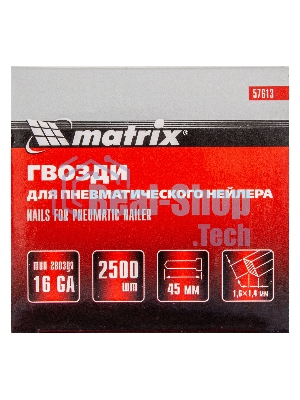 57613
matrix
ГВОЗДИ
ДЛЯ ПНЕВМАТИЧЕСКОГО НЕЙЛЕРА
NAILS FOR PNEUMATIC NAILER
-Shop
.Tech
тип гвоздя
16 GA
2500
шт
45 мм
1,6×1,4 мм